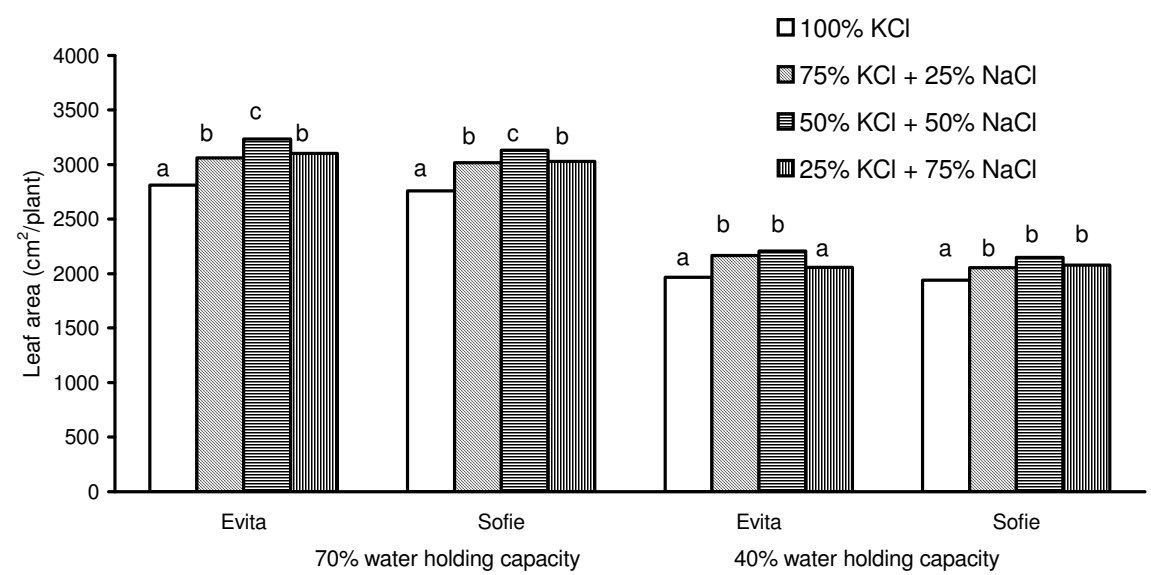 100% KCl
75% KCl + 25% NaCl
50% KCl + 50% NaCl
25% KCl + 75% NaCl
Leaf area (cm²/plant)
4000
3500
3000
2500
2000
1500
1000
500
0
a b c b a b c b a b b a a b b b
Evita Sofie Evita Sofie
70% water holding capacity 40% water holding capacity